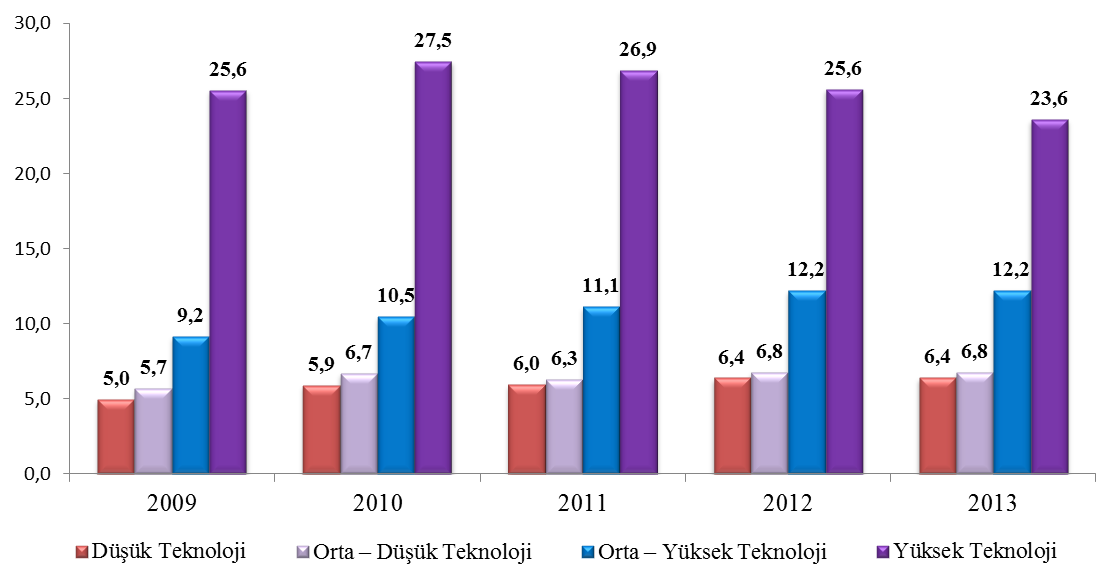 30,0
25,0
20,0
15,0
10,0
5,0
0,0
5,0 5,7 9,2 25,6
5,9 6,7 10,5 27,5
6,0 6,3 11,1 26,9
6,4 6,8 12,2 25,6
6,4 6,8 12,2 23,6
2009 2010 2011 2012 2013
Düşük Teknoloji Orta – Düşük Teknoloji Orta – Yüksek Teknoloji Yüksek Teknoloji